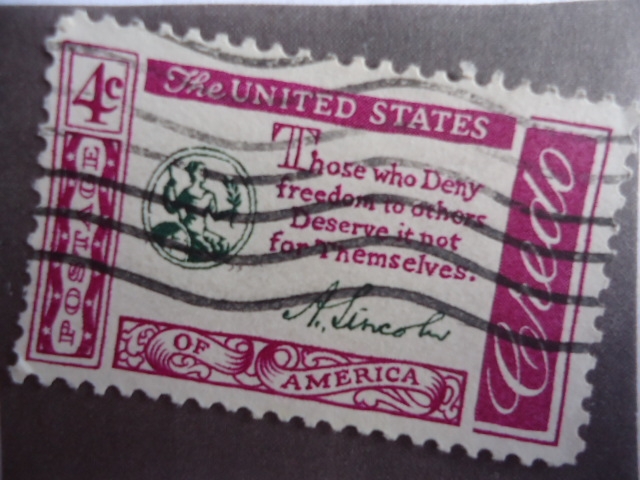 4c
The UNITED STATES
Those who Deny
freedom to others
Deserve it not
for Themselves.
A. Lincoln
Credo
POSTAGE
OF AMERICA